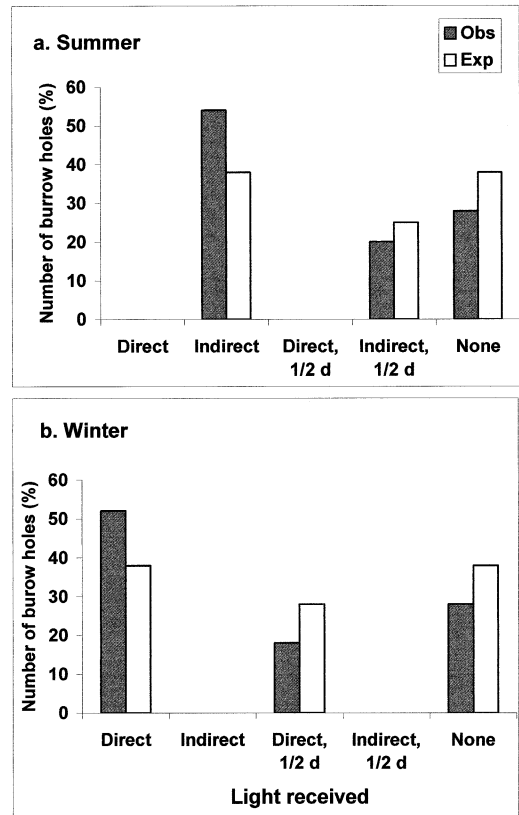 a. Summer
Obs
Exp
Number of burrow holes (%)
60
50
40
30
20
10
0
Direct
Indirect
Direct,
1/2 d
Indirect,
1/2 d
None
b. Winter
Number of burow holes (%)
60
50
40
30
20
10
0
Direct
Indirect
Direct,
1/2 d
Indirect,
1/2 d
None
Light received